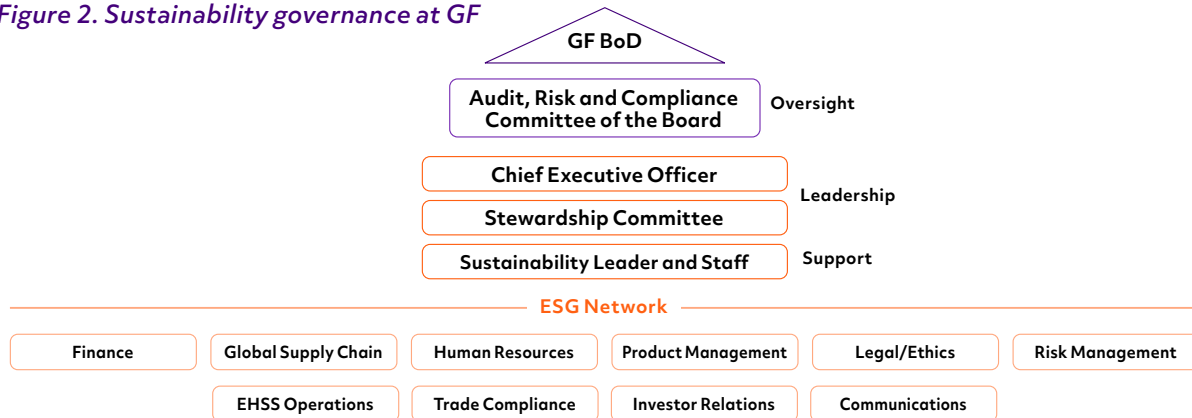 Figure 2. Sustainability governance at GF
GF BoD
Audit, Risk and Compliance
Committee of the Board
Oversight
Chief Executive Officer
Leadership
Stewardship Committee
Sustainability Leader and Staff
Support
ESG Network
Finance
Global Supply Chain
Human Resources
Product Management
Legal/Ethics
Risk Management
EHSS Operations
Trade Compliance
Investor Relations
Communications